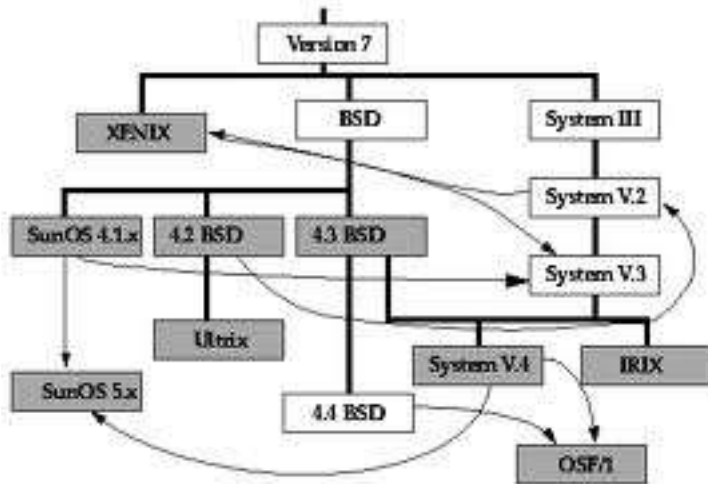 Version 7
XENIX
BSD
System III
System V.2
SunOS 4.1.x
4.2 BSD
4.3 BSD
System V.3
Ultrix
System V.4
IRIX
SunOS 5.x
4.4 BSD
OSF/1